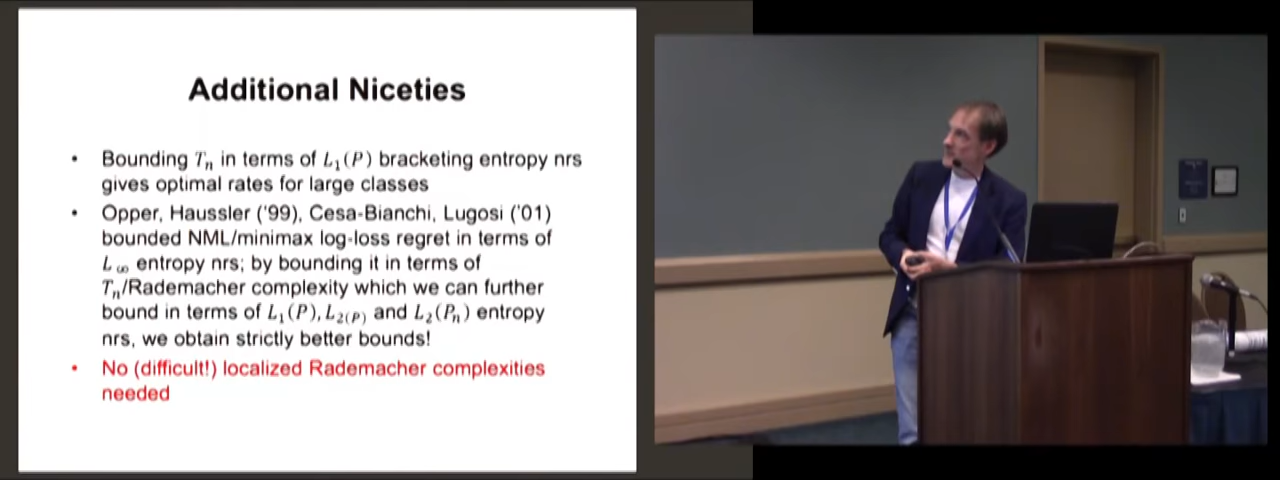 Additional Niceties
• Bounding Tₙ in terms of L₁(P) bracketing entropy nrs
gives optimal rates for large classes
• Opper, Haussler ('99), Cesa-Bianchi, Lugosi ('01)
bounded NML/minimax log-loss regret in terms of
L∞ entropy nrs; by bounding it in terms of
Tₙ/Rademacher complexity which we can further
bound in terms of L₁(P), L₂₍P₎ and L₂(Pₙ) entropy
nrs, we obtain strictly better bounds!
• No (difficult!) localized Rademacher complexities
needed